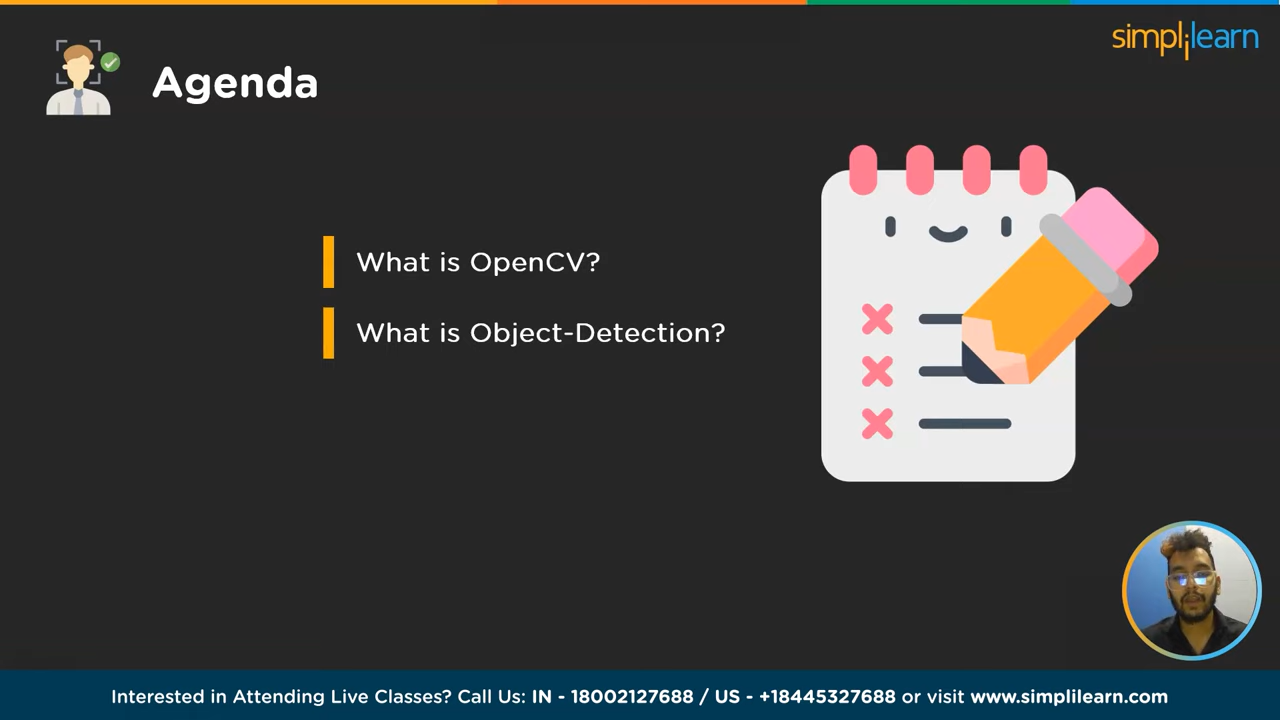 simplilearn
Agenda
What is OpenCV?
What is Object-Detection?
Interested in Attending Live Classes? Call Us: IN - 18002127688 / US - +18445327688 or visit www.simplilearn.com